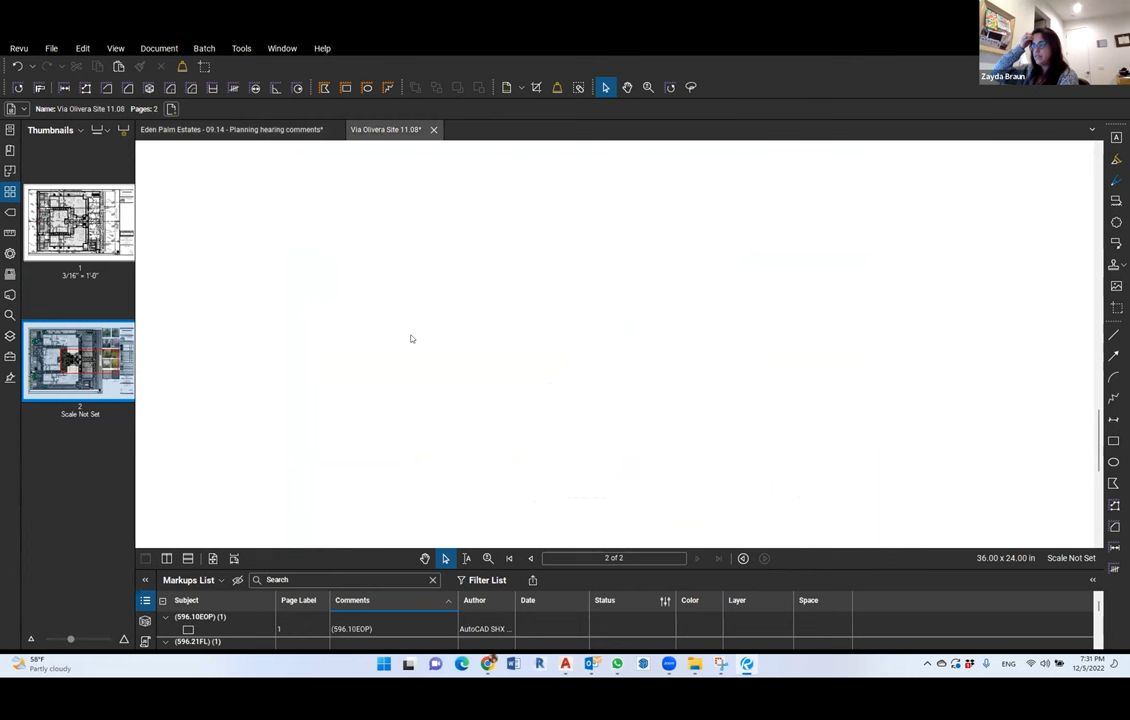 Zayda Braun
Revu File Edit View Document Batch Tools Window Help
Name: Via Olivera Site 11.08 Pages: 2
Thumbnails
Eden Palm Estates - 09.14 - Planning hearing comments*
Via Olivera Site 11.08*
1
3/16" = 1'-0"
2
Scale Not Set
2 of 2
36.00 x 24.00 in
Scale Not Set
Markups List
Search
Filter List
Subject Page Label Comments Author Date Status Color Layer Space
(596.10EOP) (1)
1 (596.10EOP) AutoCAD SHX ...
(596.21FL) (1)
58°F
Partly cloudy
ENG
7:31 PM
12/5/2022